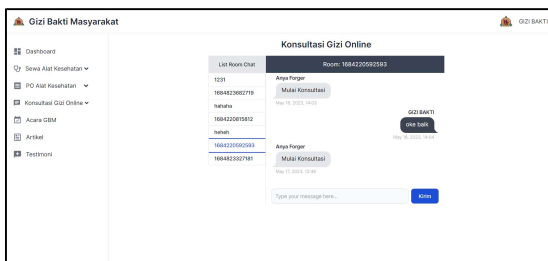 Gizi Bakti Masyarakat
GIZI BAKTI
Dashboard
Sewa Alat Kesehatan
PO Alat Kesehatan
Konsultasi Gizi Online
Acara GBM
Artikel
Testimoni
Konsultasi Gizi Online
List Room Chat
1231
1684823682719
hahaha
1684220815812
heheh
1684220592593
1684823327181
Room: 1684220592593
Anya Forger
Mulai Konsultasi
May 16, 2023, 14:03
GIZI BAKTI
oke baik
May 16, 2023, 14:04
Anya Forger
Mulai Konsultasi
May 17, 2023, 12:46
Type your message here...
Kirim